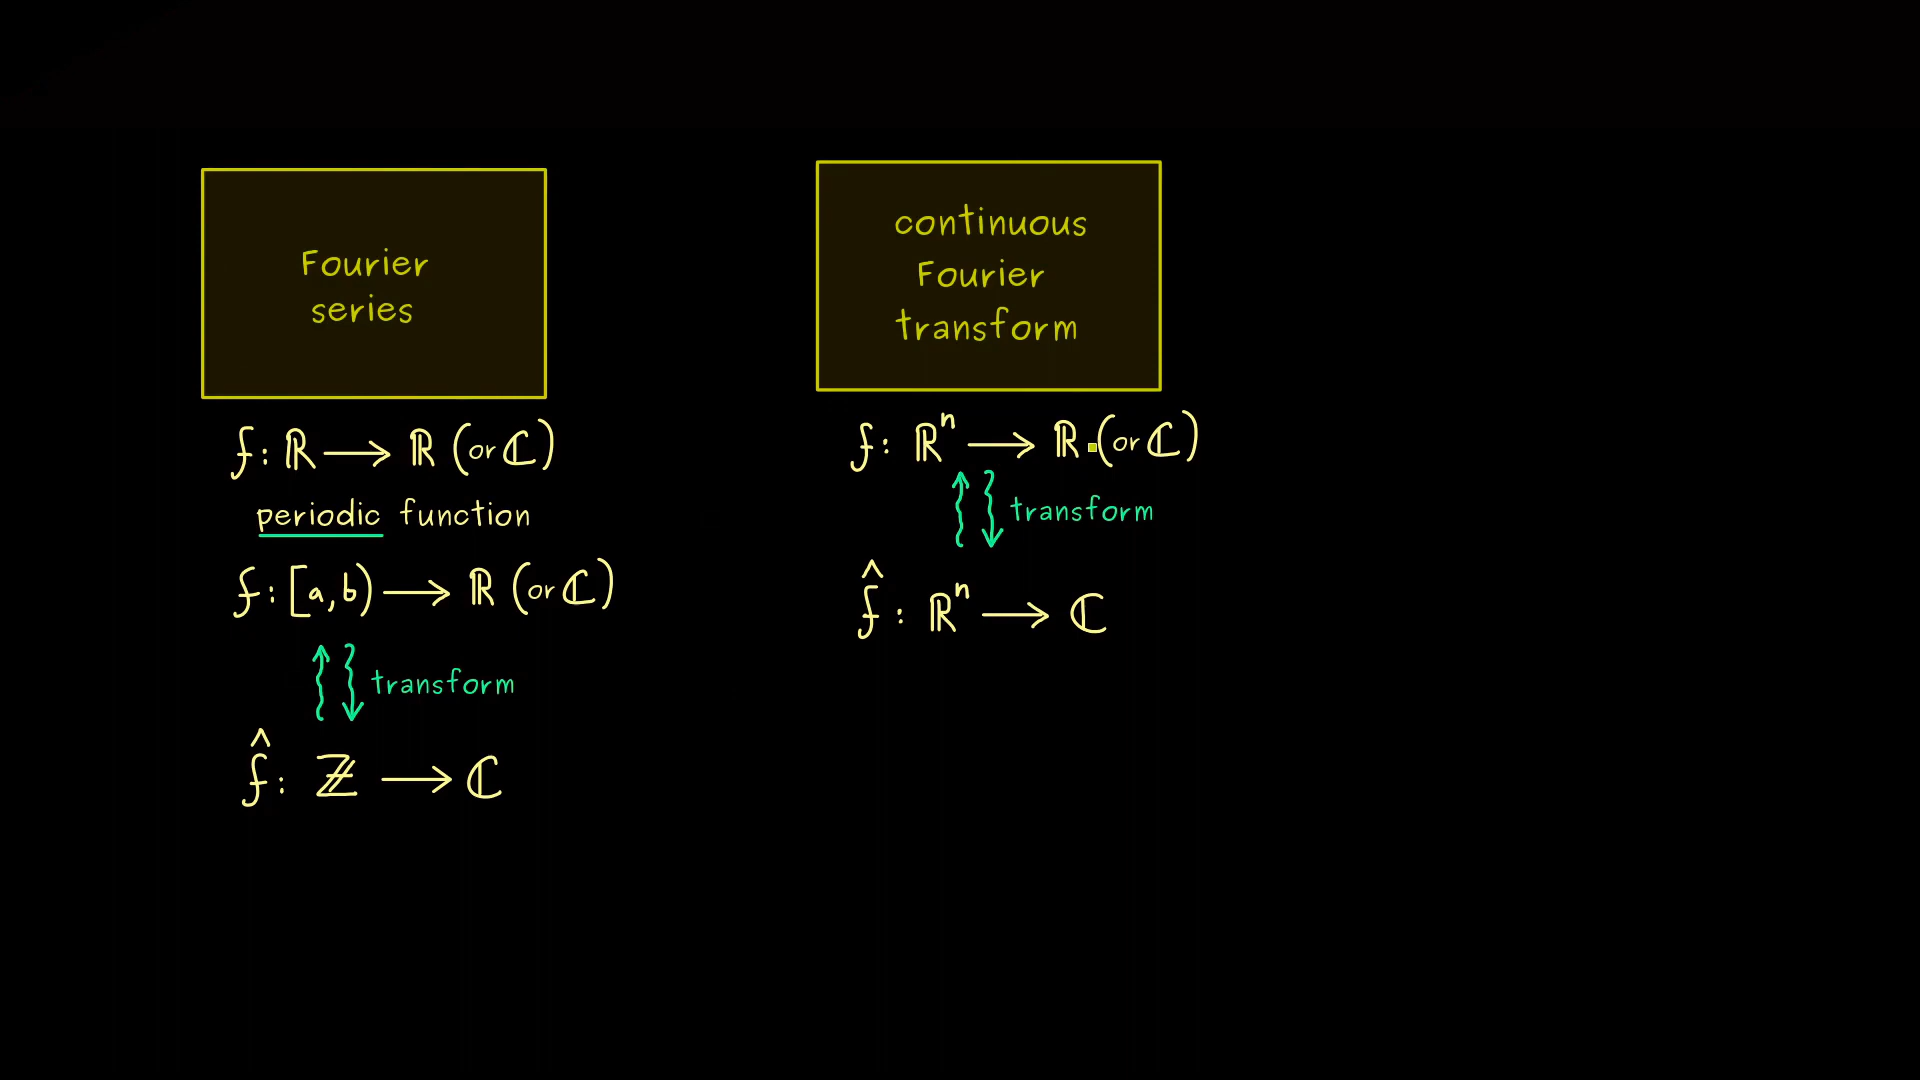 Fourier
series
f: ℝ ⟶ ℝ (or ℂ)
periodic function
f: [a,b) ⟶ ℝ (or ℂ)
transform
f̂: ℤ ⟶ ℂ
continuous
Fourier
transform
f: ℝⁿ ⟶ ℝ (or ℂ)
transform
f̂: ℝⁿ ⟶ ℂ